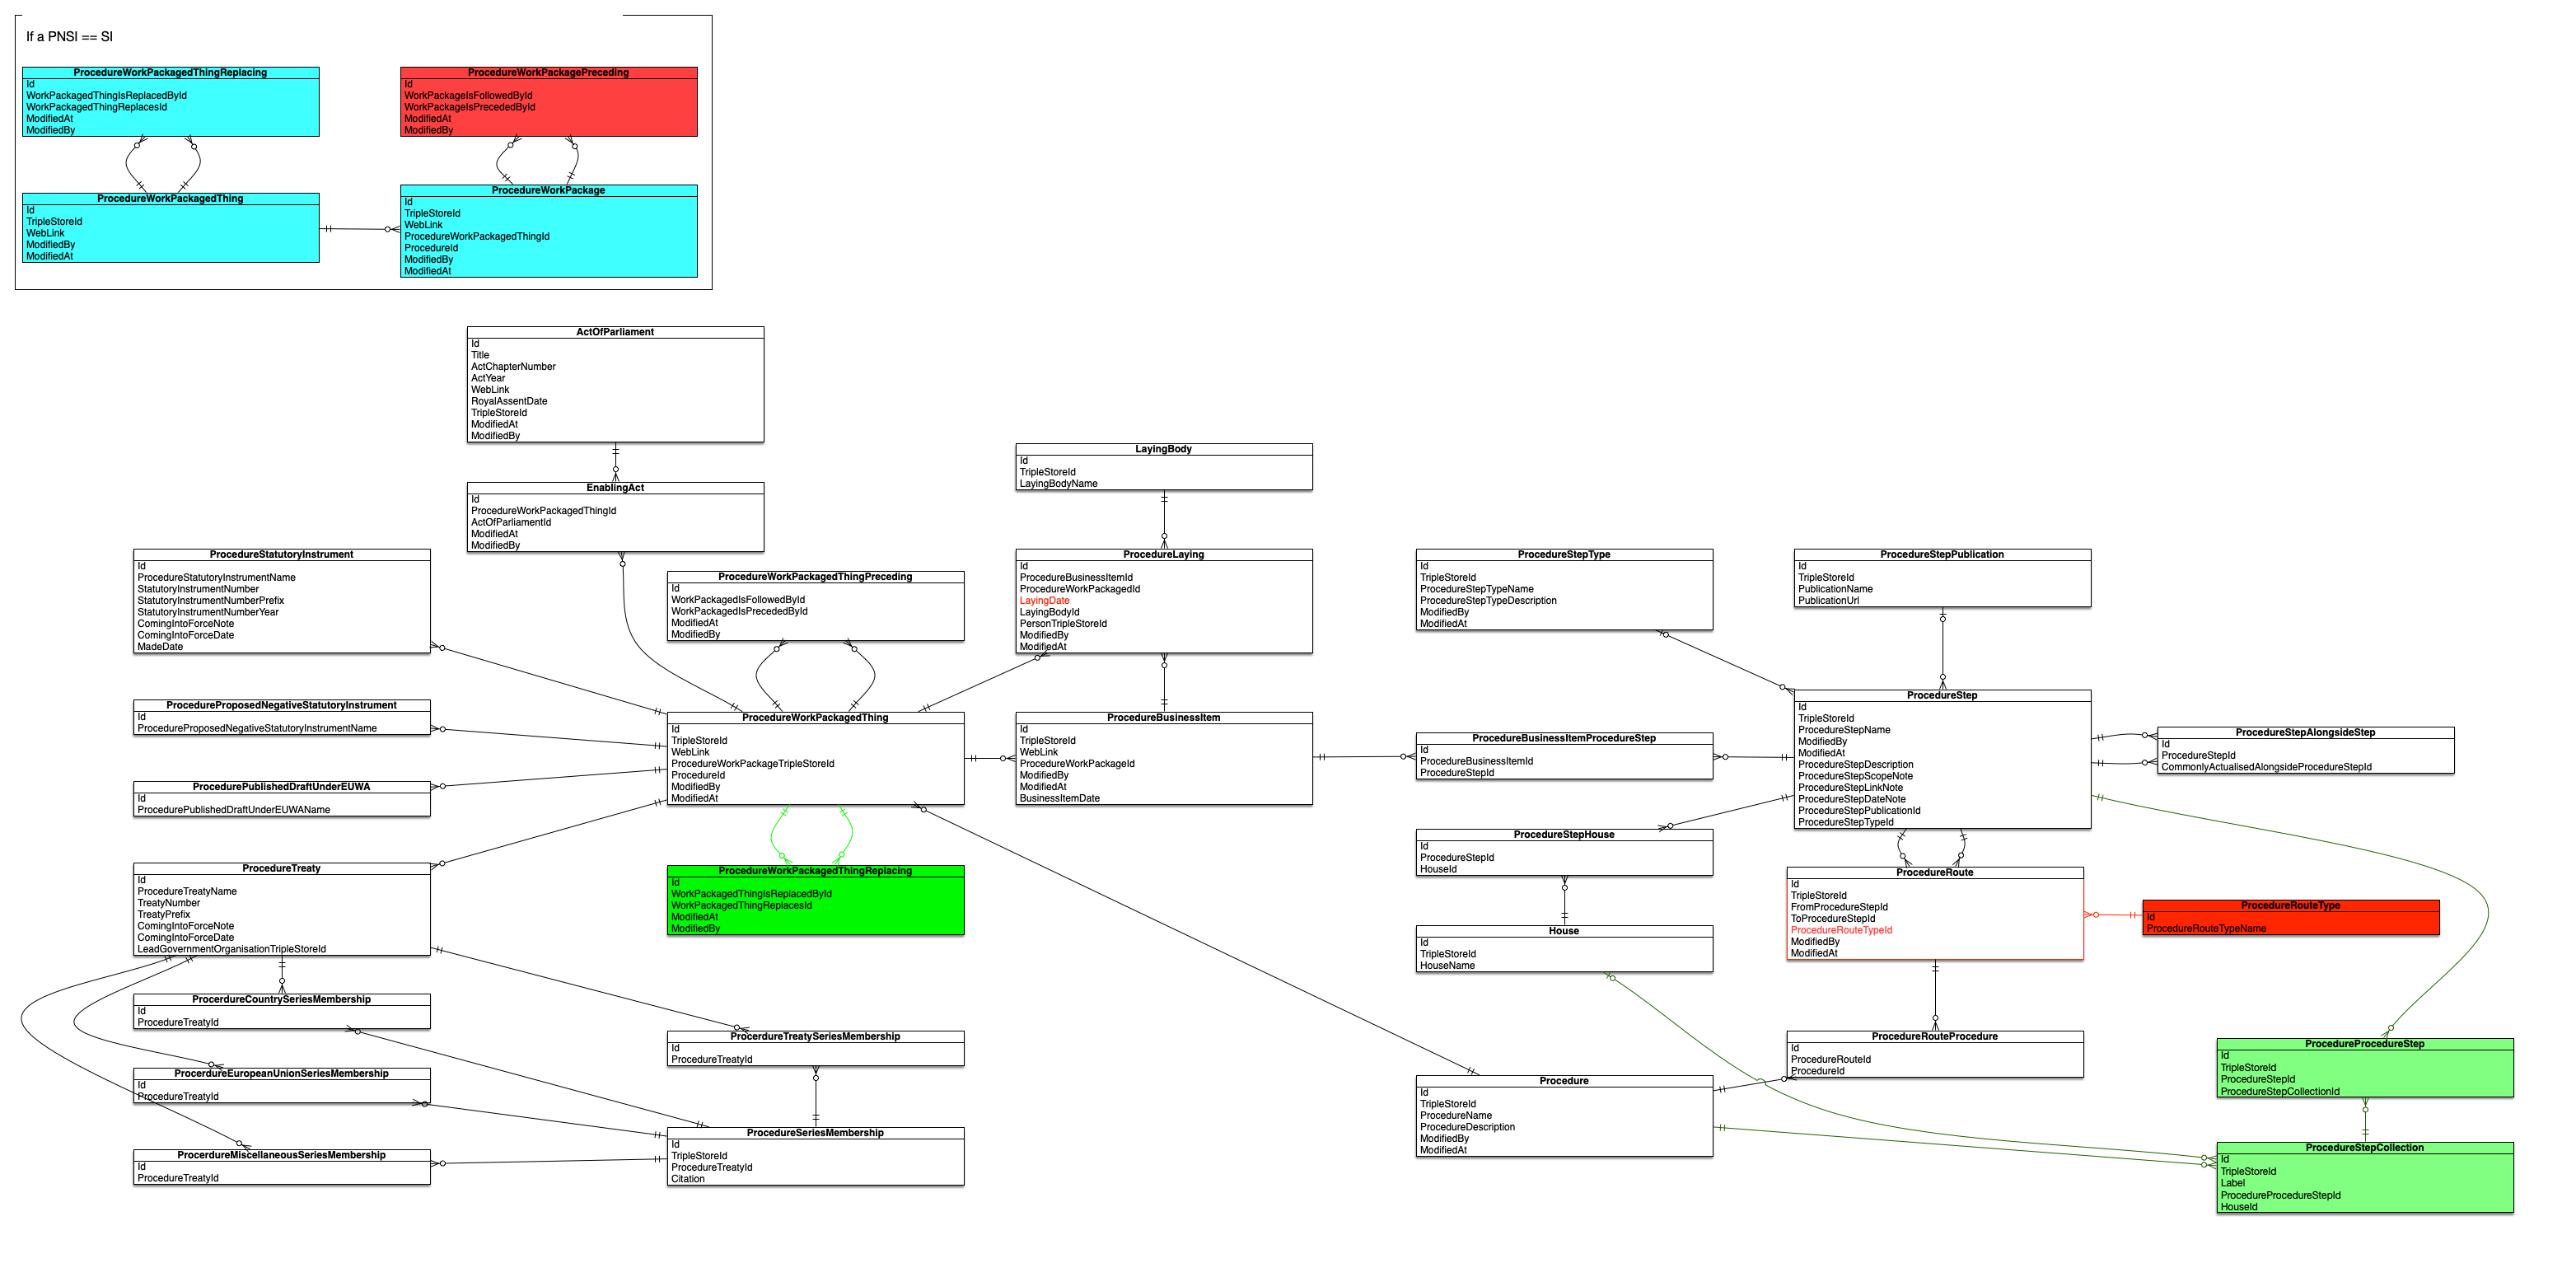 If a PNSI == SI
ProcedureWorkPackagedThingReplacing
Id
WorkPackagedThingIsReplacedById
WorkPackagedThingReplacesId
ModifiedAt
ModifiedBy
ProcedureWorkPackagePreceding
Id
WorkPackageIsFollowedById
WorkPackageIsPrecededById
ModifiedAt
ModifiedBy
ProcedureWorkPackagedThing
Id
TripleStoreId
WebLink
ModifiedBy
ModifiedAt
ProcedureWorkPackage
Id
TripleStoreId
WebLink
ProcedureWorkPackagedThingId
ProcedureId
ModifiedBy
ModifiedAt
ActOfParliament
Id
Title
ActChapterNumber
ActYear
WebLink
RoyalAssentDate
TripleStoreId
ModifiedAt
ModifiedBy
EnablingAct
Id
ProcedureWorkPackagedThingId
ActOfParliamentId
ModifiedAt
ModifiedBy
LayingBody
Id
TripleStoreId
LayingBodyName
ProcedureStatutoryInstrument
Id
ProcedureStatutoryInstrumentName
StatutoryInstrumentNumber
StatutoryInstrumentNumberPrefix
StatutoryInstrumentNumberYear
ComingIntoForceNote
ComingIntoForceDate
MadeDate
ProcedureWorkPackagedThingPreceding
Id
WorkPackagedIsFollowedById
WorkPackagedIsPrecededById
ModifiedAt
ModifiedBy
ProcedureLaying
Id
ProcedureBusinessItemId
ProcedureWorkPackagedId
LayingDate
LayingBodyId
PersonTripleStoreId
ModifiedBy
ModifiedAt
ProcedureStepType
Id
TripleStoreId
ProcedureStepTypeName
ProcedureStepTypeDescription
ModifiedBy
ModifiedAt
ProcedureStepPublication
Id
TripleStoreId
PublicationName
PublicationUrl
ProcedureProposedNegativeStatutoryInstrument
Id
ProcedureProposedNegativeStatutoryInstrumentName
ProcedureWorkPackagedThing
Id
TripleStoreId
WebLink
ProcedureWorkPackageTripleStoreId
ProcedureId
ModifiedBy
ModifiedAt
ProcedureBusinessItem
Id
TripleStoreId
WebLink
ProcedureWorkPackageId
ModifiedBy
ModifiedAt
BusinessItemDate
ProcedureBusinessItemProcedureStep
Id
ProcedureBusinessItemId
ProcedureStepId
ProcedureStep
Id
TripleStoreId
ProcedureStepName
ModifiedBy
ModifiedAt
ProcedureStepDescription
ProcedureStepScopeNote
ProcedureStepLinkNote
ProcedureStepDateNote
ProcedureStepPublicationId
ProcedureStepTypeId
ProcedureStepAlongsideStep
Id
ProcedureStepId
CommonlyActualisedAlongsideProcedureStepId
ProcedurePublishedDraftUnderEUWA
Id
ProcedurePublishedDraftUnderEUWAName
ProcedureStepHouse
Id
ProcedureStepId
HouseId
ProcedureTreaty
Id
ProcedureTreatyName
TreatyNumber
TreatyPrefix
ComingIntoForceNote
ComingIntoForceDate
LeadGovernmentOrganisationTripleStoreId
ProcedureWorkPackagedThingReplacing
Id
WorkPackagedThingIsReplacedById
WorkPackagedThingReplacesId
ModifiedAt
ModifiedBy
ProcedureRoute
Id
TripleStoreId
FromProcedureStepId
ToProcedureStepId
ProcedureRouteTypeId
ModifiedBy
ModifiedAt
ProcedureRouteType
Id
ProcedureRouteTypeName
House
Id
TripleStoreId
HouseName
ProcerdureCountrySeriesMembership
Id
ProcedureTreatyId
ProcerdureTreatySeriesMembership
Id
ProcedureTreatyId
ProcedureRouteProcedure
Id
ProcedureRouteId
ProcedureId
ProcedureProcedureStep
Id
TripleStoreId
ProcedureStepId
ProcedureStepCollectionId
ProcerdureEuropeanUnionSeriesMembership
Id
ProcedureTreatyId
Procedure
Id
TripleStoreId
ProcedureName
ProcedureDescription
ModifiedBy
ModifiedAt
ProcedureSeriesMembership
Id
TripleStoreId
ProcedureTreatyId
Citation
ProcerdureMiscellaneousSeriesMembership
Id
ProcedureTreatyId
ProcedureStepCollection
Id
TripleStoreId
Label
ProcedureProcedureStepId
HouseId